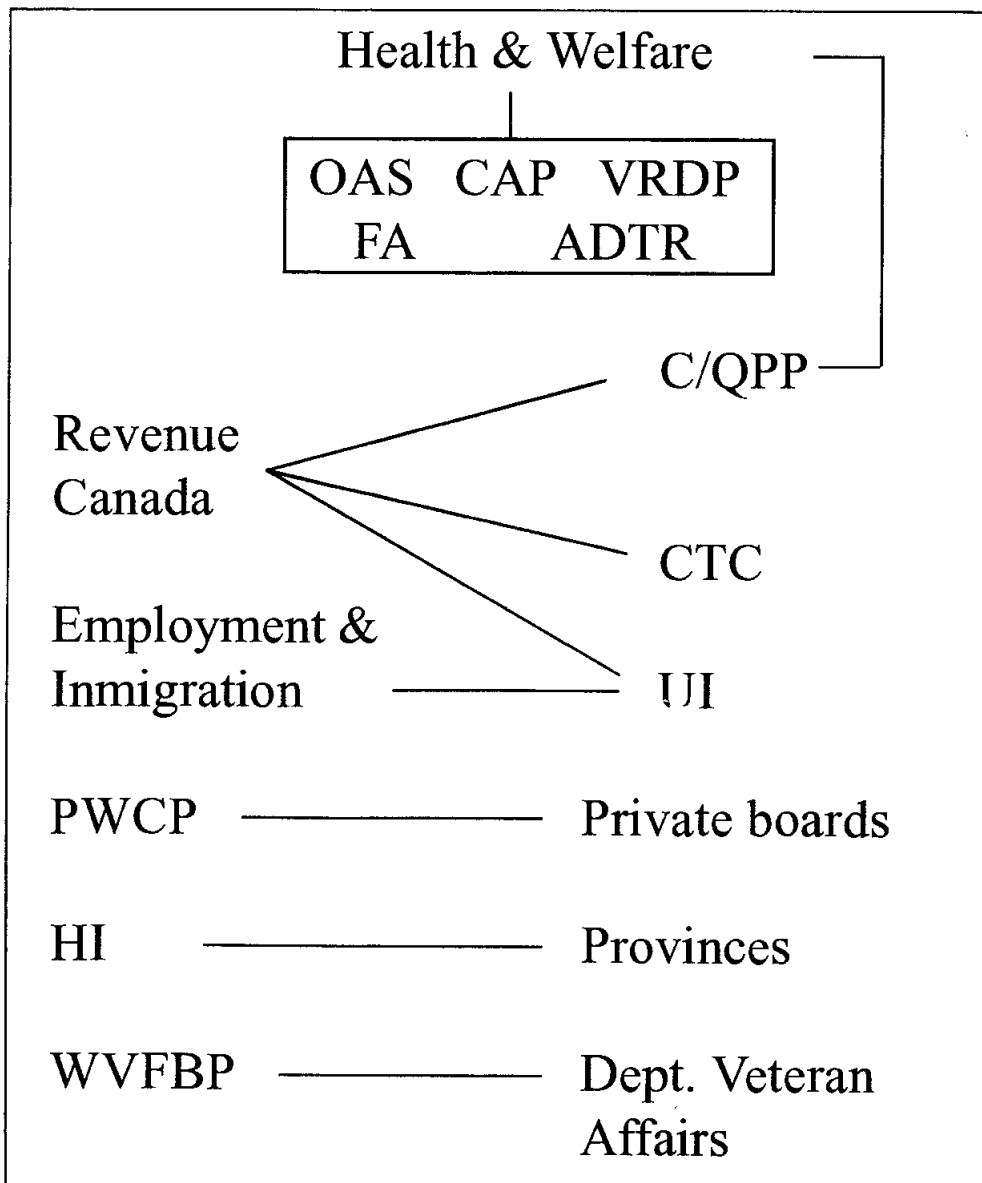 Health & Welfare
OAS CAP VRDP
FA ADTR
C/QPP
Revenue
Canada
CTC
Employment &
Inmigration
UI
PWCP Private boards
HI Provinces
WVFBP Dept. Veteran
Affairs